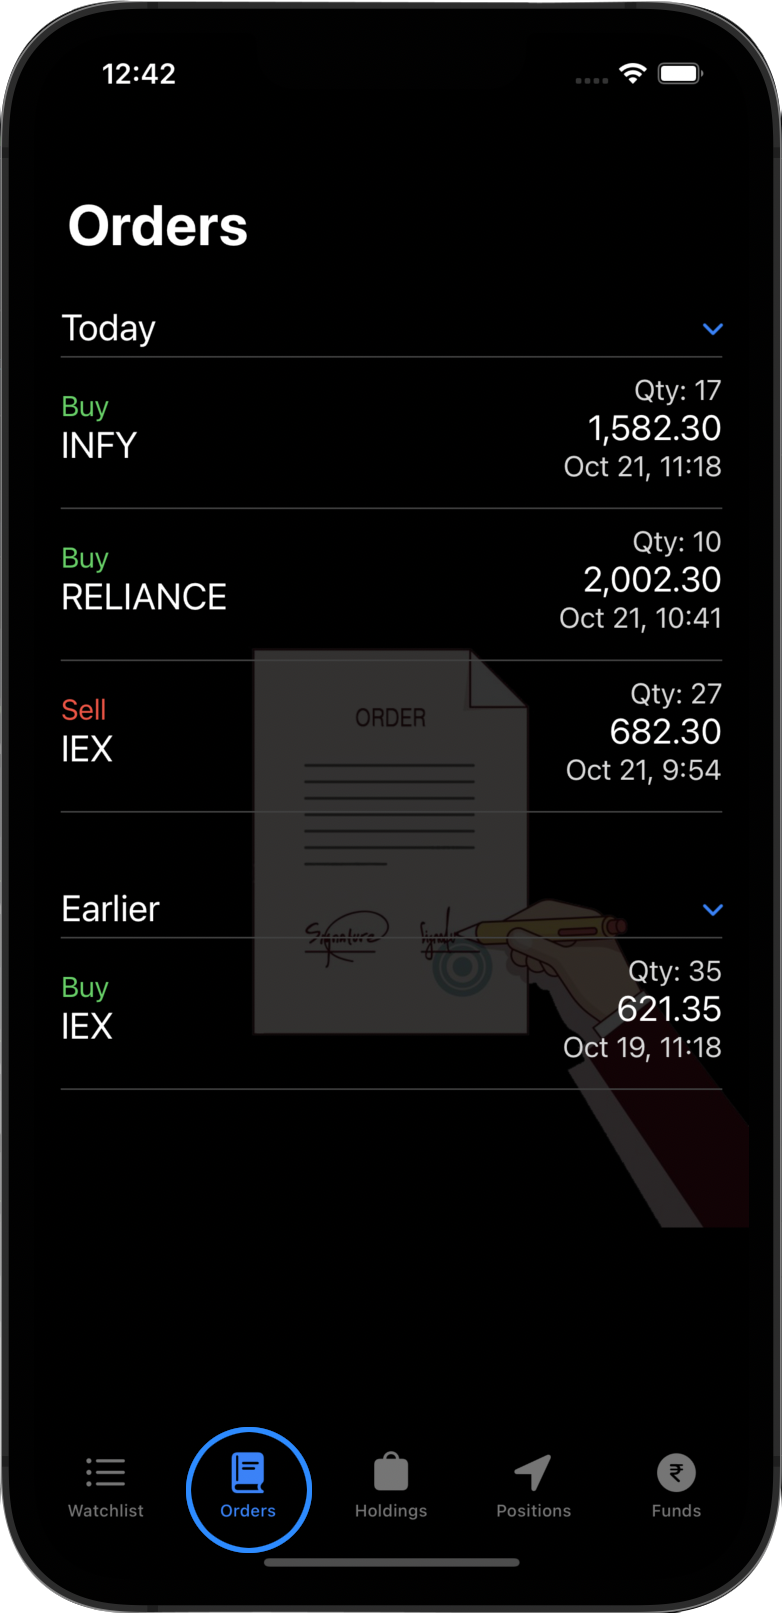 12:42
Orders
Today
Buy
INFY
Qty: 17
1,582.30
Oct 21, 11:18
Buy
RELIANCE
Qty: 10
2,002.30
Oct 21, 10:41
ORDER
Sell
IEX
Qty: 27
682.30
Oct 21, 9:54
Earlier
Signature
Buy
IEX
Qty: 35
621.35
Oct 19, 11:18
₹
Watchlist
Orders
Holdings
Positions
Funds